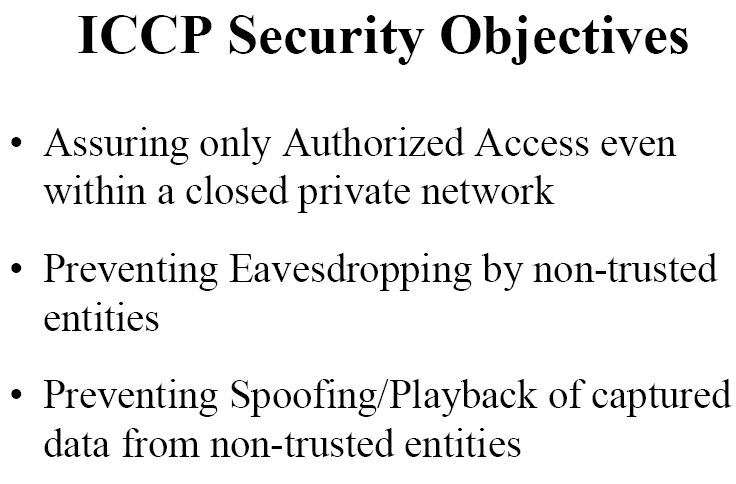 ICCP Security Objectives
• Assuring only Authorized Access even
within a closed private network
• Preventing Eavesdropping by non-trusted
entities
• Preventing Spoofing/Playback of captured
data from non-trusted entities